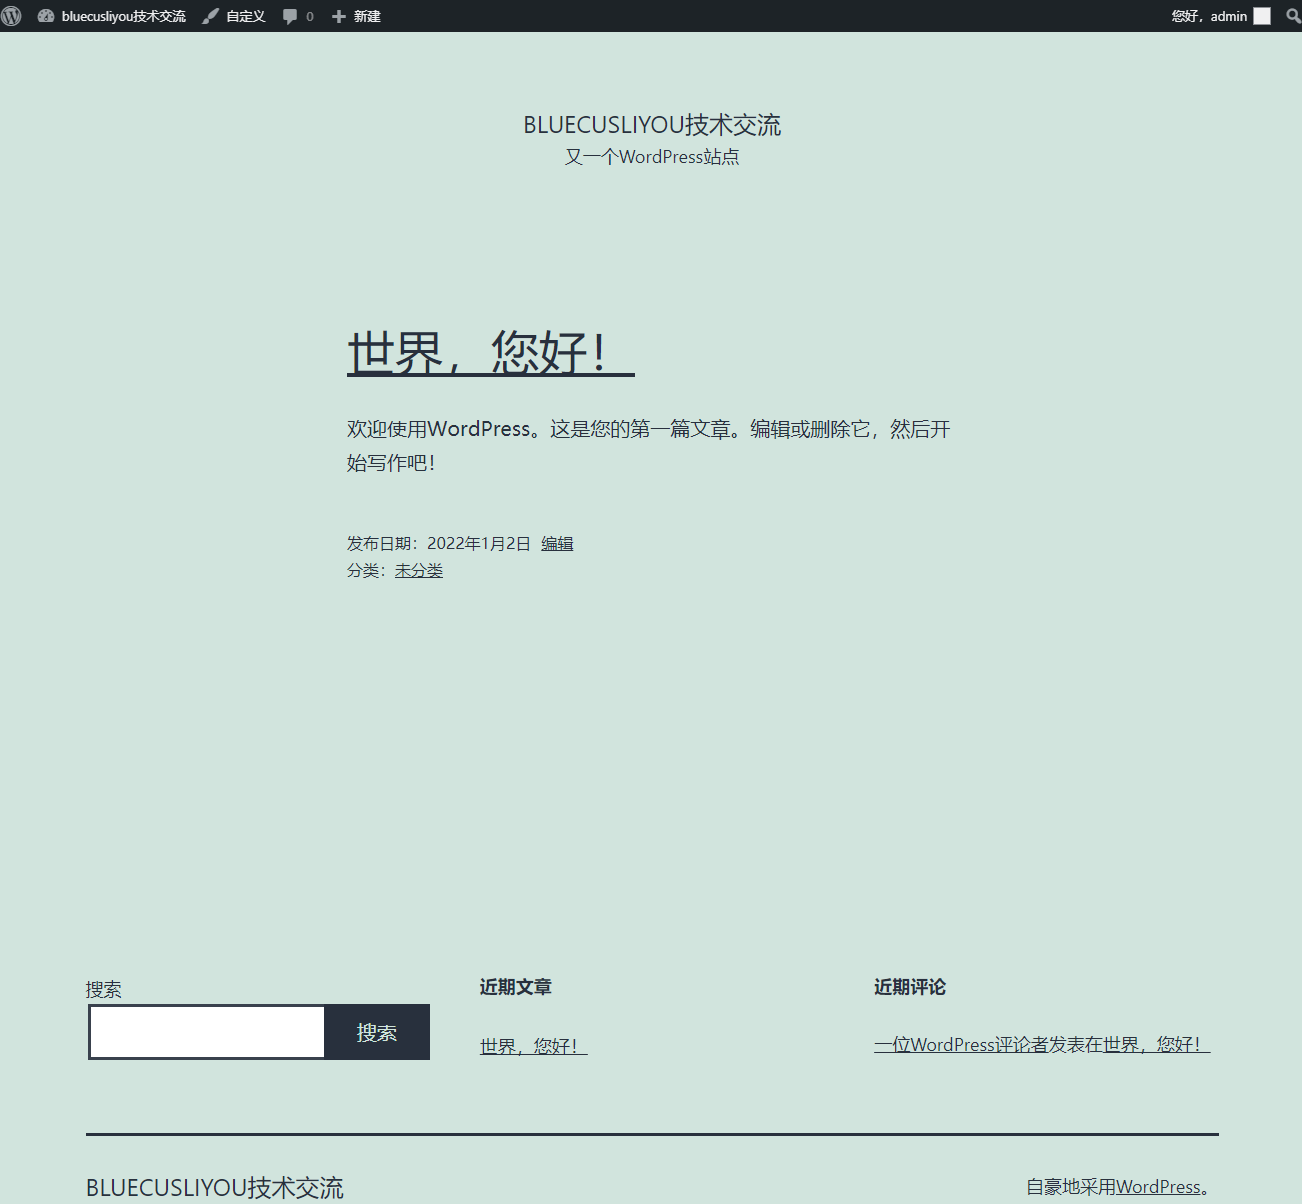 bluecusliyou技术交流 自定义 0 新建 您好，admin
BLUECUSLIYOU技术交流
又一个WordPress站点
世界，您好！
欢迎使用WordPress。这是您的第一篇文章。编辑或删除它，然后开
始写作吧！
发布日期：2022年1月2日 编辑
分类：未分类
搜索
搜索
近期文章
世界，您好！
近期评论
一位WordPress评论者发表在世界，您好！
BLUECUSLIYOU技术交流
自豪地采用WordPress。